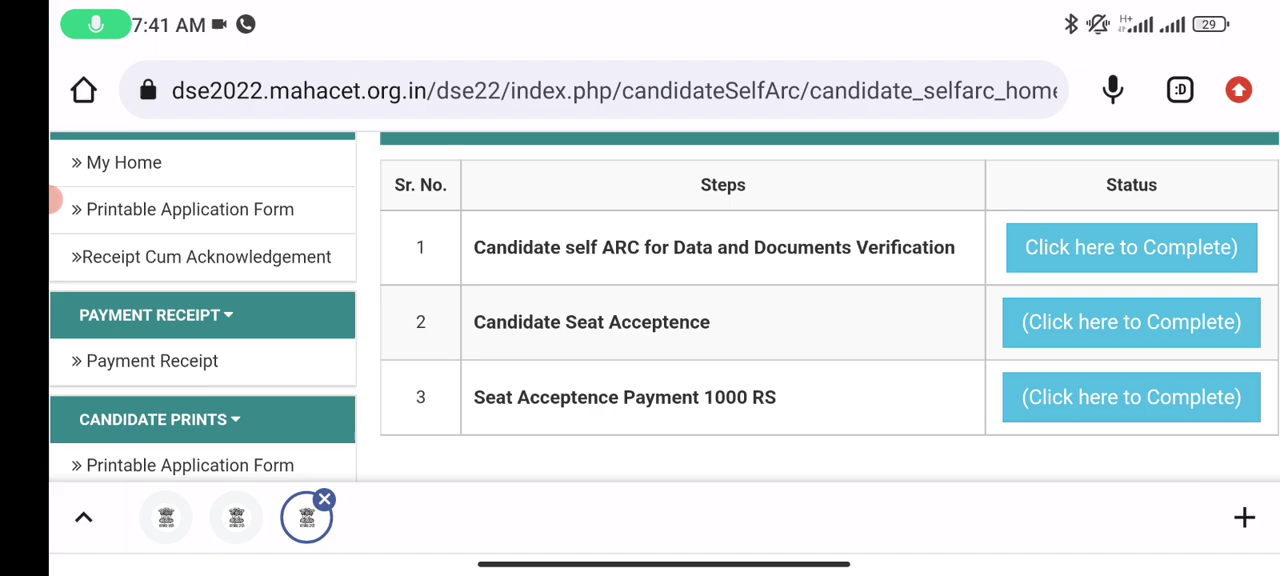 7:41 AM
H+
29
dse2022.mahacet.org.in/dse22/index.php/candidateSelfArc/candidate_selfarc_home
:D
» My Home
» Printable Application Form
»Receipt Cum Acknowledgement
PAYMENT RECEIPT
» Payment Receipt
CANDIDATE PRINTS
» Printable Application Form
Sr. No. Steps Status
1 Candidate self ARC for Data and Documents Verification Click here to Complete)
2 Candidate Seat Acceptence (Click here to Complete)
3 Seat Acceptence Payment 1000 RS (Click here to Complete)